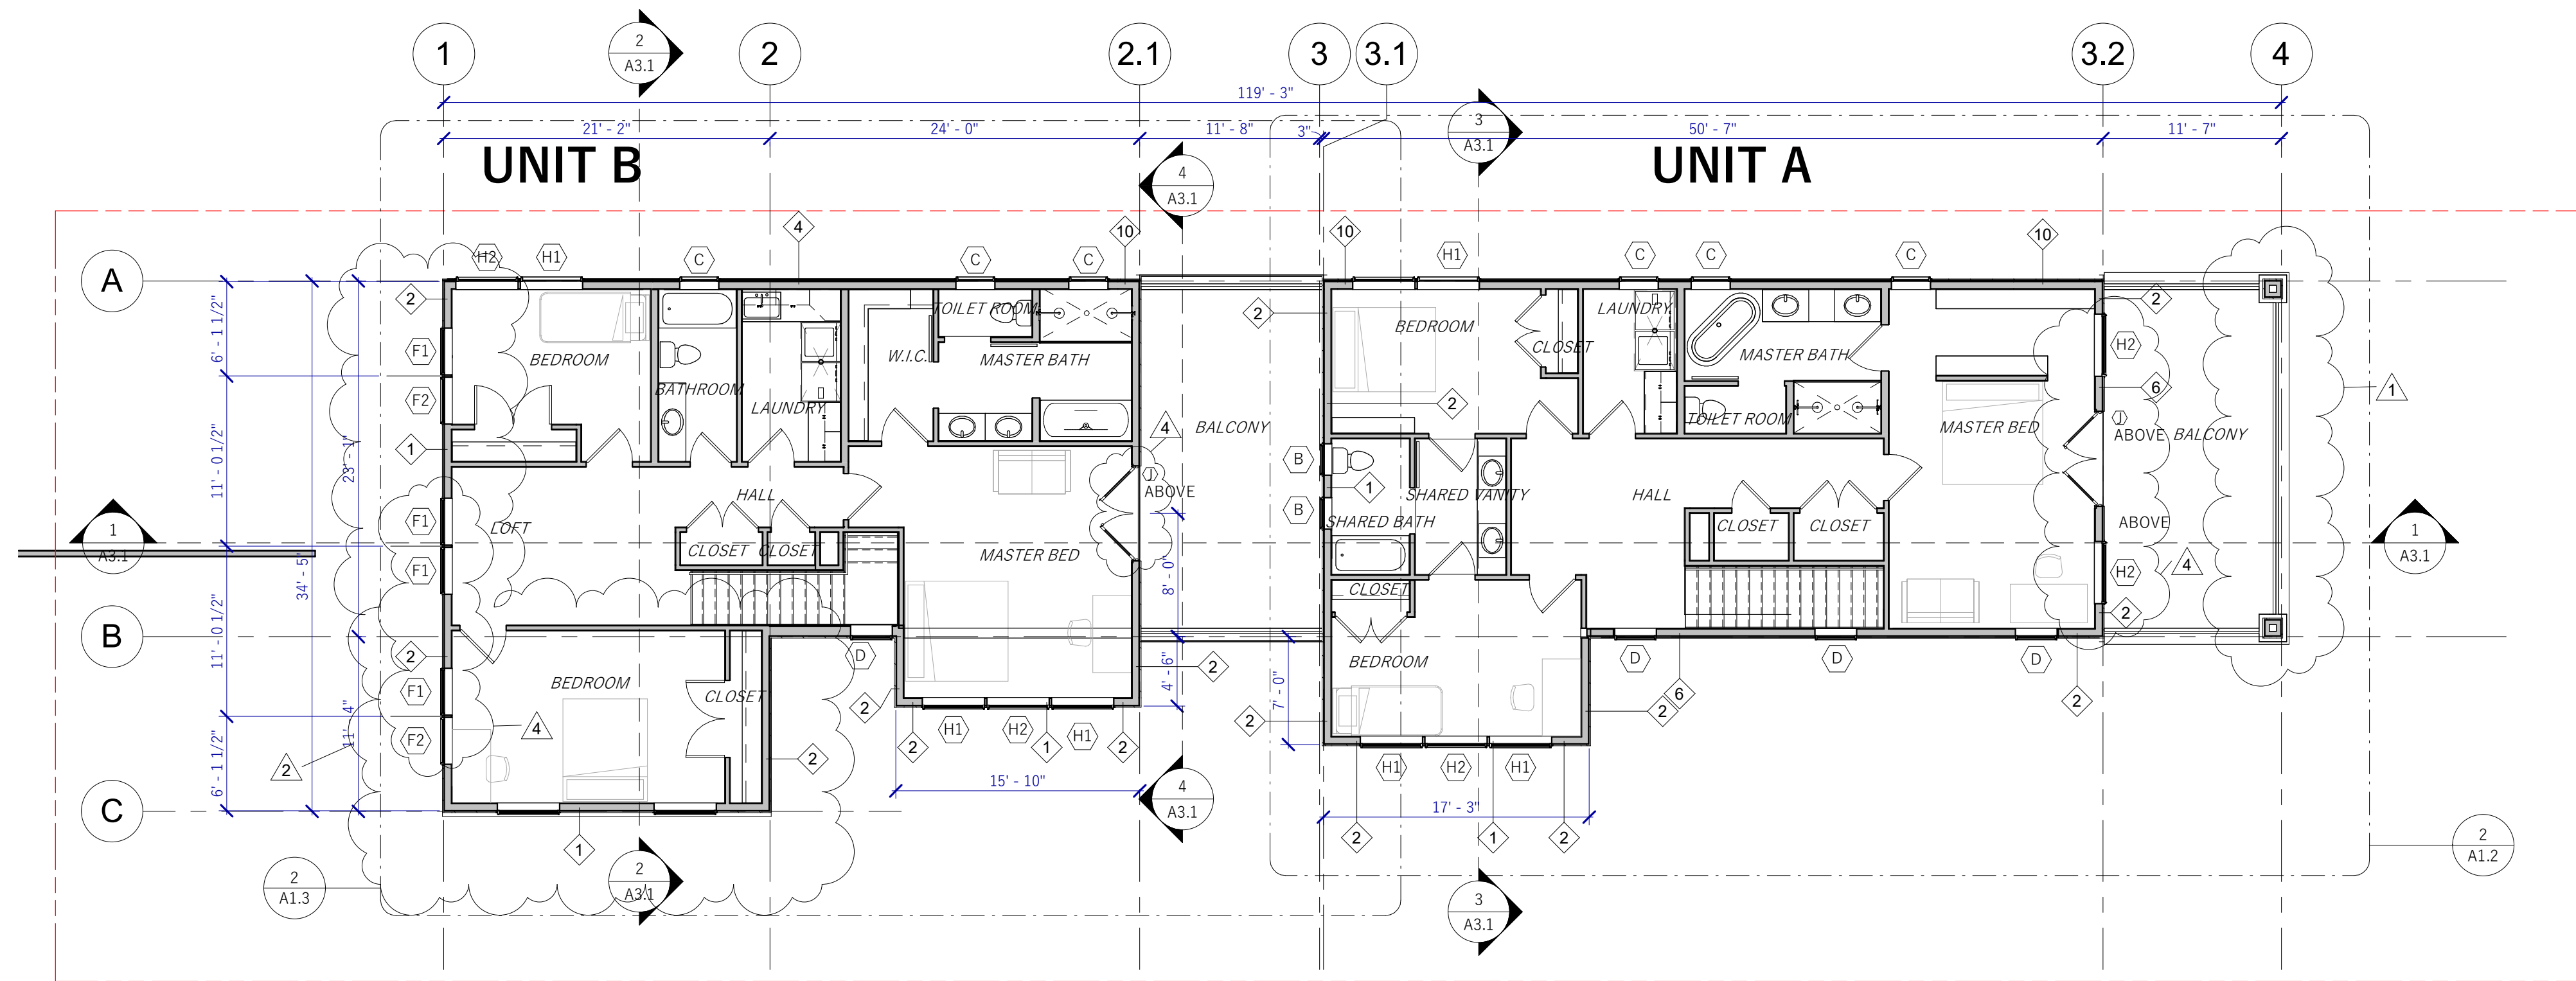 1
2
A3.1
2
2.1
3
3.1
3.2
4
119' - 3"
3
A3.1
21' - 2"
24' - 0"
11' - 8"
3"
50' - 7"
11' - 7"
UNIT B
UNIT A
4
A3.1
4
10
10
10
A
H2
H1
C
C
C
H1
C
C
C
2
2
2
6' - 1 1/2"
F1
F2
BEDROOM
BATHROOM
LAUNDRY
W.I.C.
TOILET ROOM
MASTER BATH
BEDROOM
CLOSET
LAUNDRY
MASTER BATH
TOILET ROOM
H2
6
1
2
4
BALCONY
MASTER BED
J
ABOVE
BALCONY
1
11' - 0 1/2"
23' - 1"
B
B
1
J
ABOVE
HALL
LOFT
SHARED VANITY
SHARED BATH
HALL
CLOSET
CLOSET
ABOVE
1
A3.1
F1
F1
CLOSET
CLOSET
MASTER BED
34' - 5"
8' - 0"
CLOSET
H2
4
2
1
A3.1
B
11' - 0 1/2"
2
D
4' - 6"
2
BEDROOM
D
D
D
BEDROOM
CLOSET
F1
2
7' - 0"
2
2
6
2
11' - 4"
4
F2
2
2
H1
H2
1
H1
2
H1
H2
H1
2
6' - 1 1/2"
15' - 10"
4
A3.1
17' - 3"
C
1
2
1
2
2
A1.3
2
A3.1
3
A3.1
2
A1.2